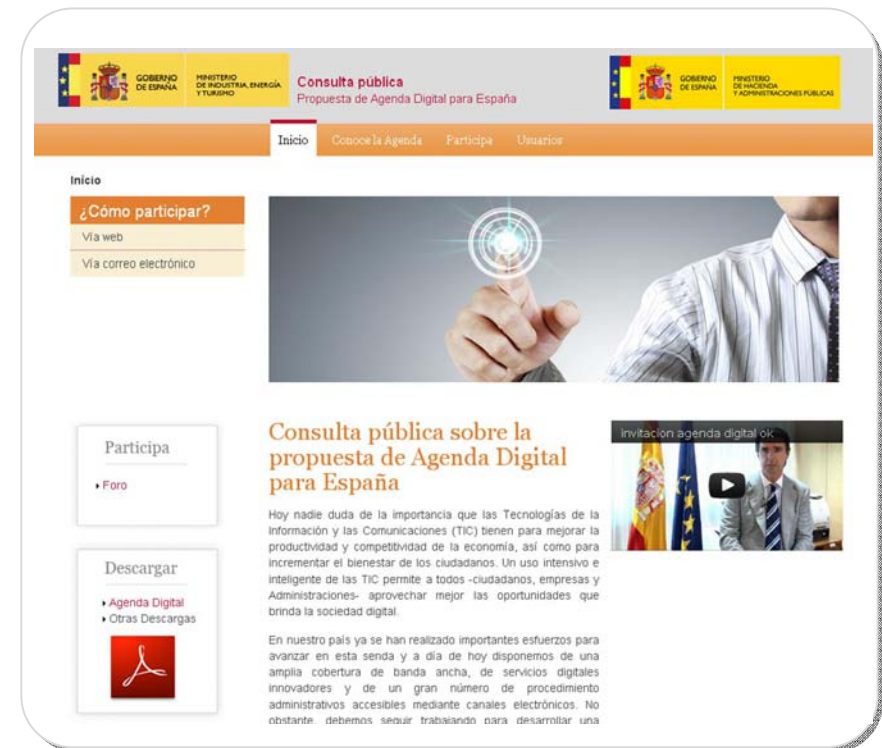 GOBIERNO
DE ESPAÑA
MINISTERIO
DE INDUSTRIA, ENERGÍA
Y TURISMO
Consulta pública
Propuesta de Agenda Digital para España
GOBIERNO
DE ESPAÑA
MINISTERIO
DE HACIENDA
Y ADMINISTRACIONES PÚBLICAS
Inicio Conoce la Agenda Participa Usuarios
Inicio
¿Cómo participar?
Vía web
Vía correo electrónico
Participa
Foro
Descargar
Agenda Digital
Otras Descargas
Consulta pública sobre la
propuesta de Agenda Digital
para España
Hoy nadie duda de la importancia que las Tecnologías de la
Información y las Comunicaciones (TIC) tienen para mejorar la
productividad y competitividad de la economía, así como para
incrementar el bienestar de los ciudadanos. Un uso intensivo e
inteligente de las TIC permite a todos -ciudadanos, empresas y
Administraciones- aprovechar mejor las oportunidades que
brinda la sociedad digital.
En nuestro país ya se han realizado importantes esfuerzos para
avanzar en esta senda y a día de hoy disponemos de una
amplia cobertura de banda ancha, de servicios digitales
innovadores y de un gran número de procedimiento
administrativos accesibles mediante canales electrónicos. No
obstante, debemos seguir trabajando para desarrollar una
invitacion agenda digital ok